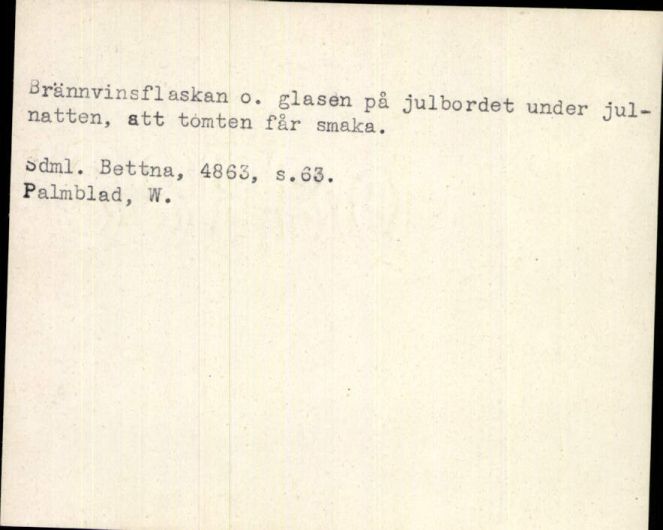 Brännvinsflaskan o. glasen på julbordet under jul-
natten, att tomten får smaka.
Sdml. Bettna, 4863, s.63.
Palmblad, W.